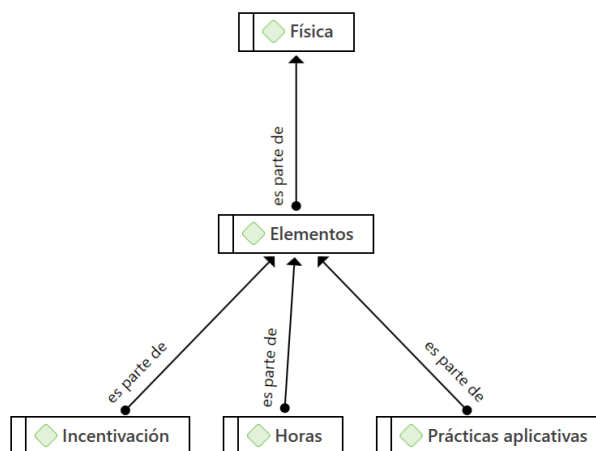 Física
es parte de
Elementos
es parte de
es parte de
es parte de
Incentivación
Horas
Prácticas aplicativas